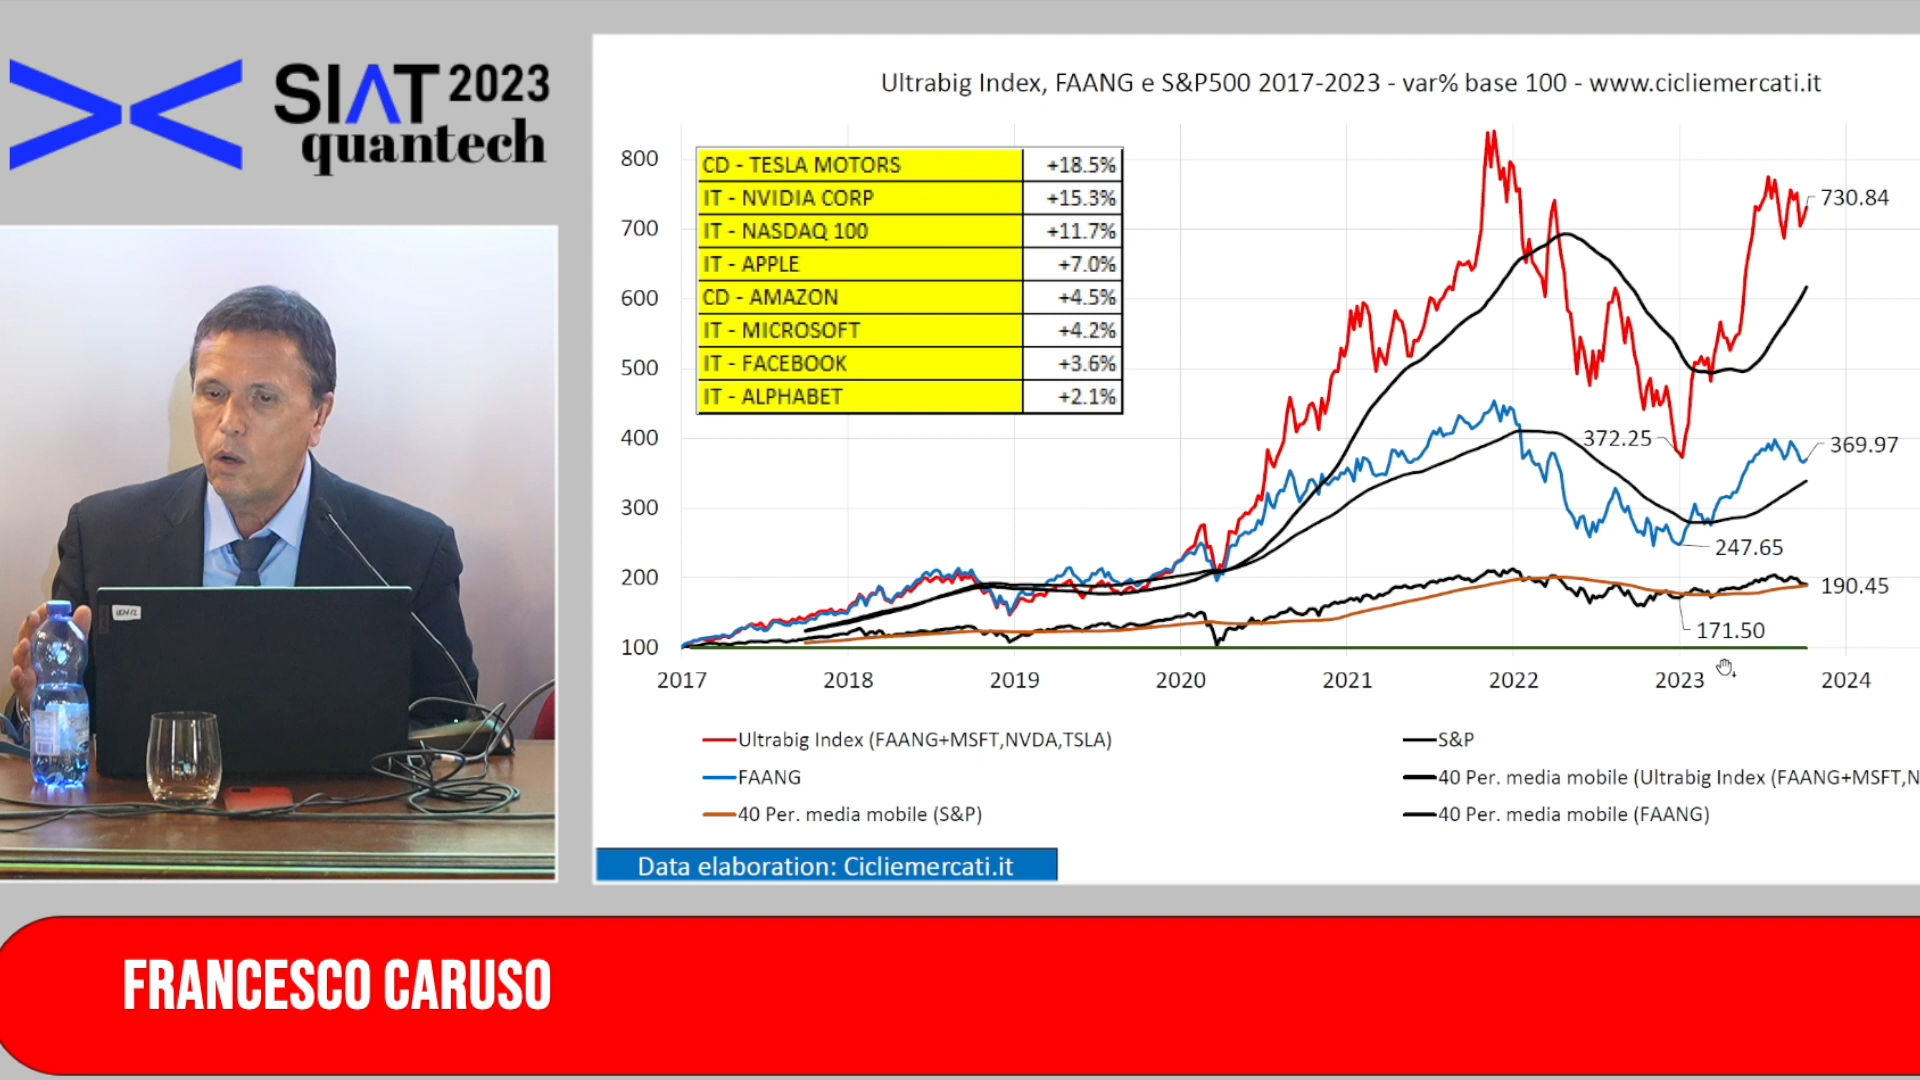 SIAT 2023
quantech
Ultrabig Index, FAANG e S&P500 2017-2023 - var% base 100 - www.cicliemercati.it
CD - TESLA MOTORS +18.5%
IT - NVIDIA CORP +15.3%
IT - NASDAQ 100 +11.7%
IT - APPLE +7.0%
CD - AMAZON +4.5%
IT - MICROSOFT +4.2%
IT - FACEBOOK +3.6%
IT - ALPHABET +2.1%
800
700
600
500
400
300
200
100
730.84
372.25
369.97
247.65
190.45
171.50
2017 2018 2019 2020 2021 2022 2023 2024
Ultrabig Index (FAANG+MSFT,NVDA,TSLA)
S&P
FAANG
40 Per. media mobile (Ultrabig Index (FAANG+MSFT,N
40 Per. media mobile (S&P)
40 Per. media mobile (FAANG)
Data elaboration: Cicliemercati.it
FRANCESCO CARUSO